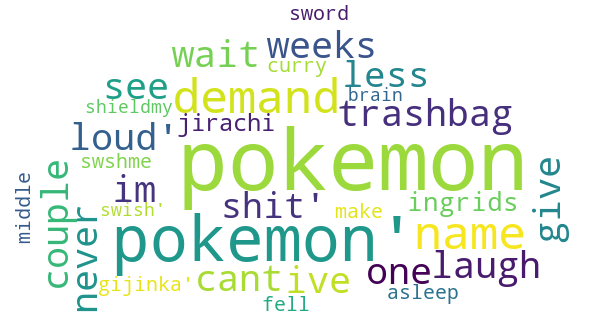 sword
wait weeks
curry
see less
demand brain
shieldmy trashbag
loud' jirachi
pokemon
swshme
middle couple im give
shit' ingrids
swish' make
never pokemon' name
gijinka' cant ive one laugh
asleep
fell